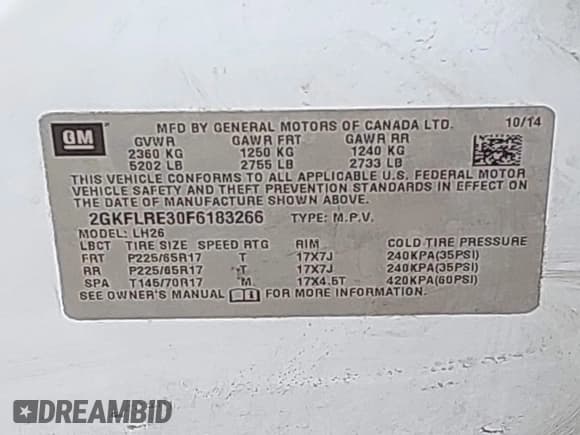 GM
MFD BY GENERAL MOTORS OF CANADA LTD. 10/14
GVWR GAWR FRT GAWR RR
2360 KG 1250 KG 1240 KG
5202 LB 2755 LB 2733 LB
THIS VEHICLE CONFORMS TO ALL APPLICABLE U.S. FEDERAL MOTOR
VEHICLE SAFETY AND THEFT PREVENTION STANDARDS IN EFFECT ON
THE DATE OF MANUFACTURE SHOWN ABOVE.
2GKFLRE30F6183266 TYPE: M.P.V.
MODEL: LH26
LBCT TIRE SIZE SPEED RTG RIM COLD TIRE PRESSURE
FRT P225/65R17 T 17X7J 240KPA(35PSI)
RR P225/65R17 T 17X7J 240KPA(35PSI)
SPA T145/70R17 M 17X4.5T 420KPA(60PSI)
SEE OWNER'S MANUAL FOR MORE INFORMATION
DREAMBID